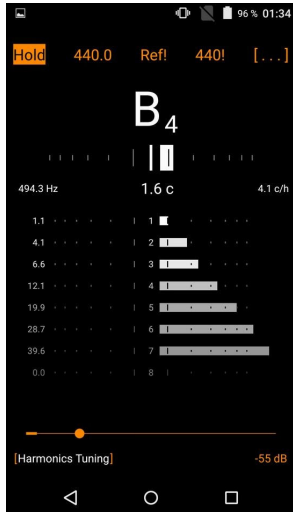 96 % 01:34
Hold 440.0 Ref! 440! [...]
B4
494.3 Hz 1.6 c 4.1 c/h
1.1 1
4.1 2
6.6 3
12.1 4
19.9 5
28.7 6
39.6 7
0.0 8
[Harmonics Tuning] -55 dB